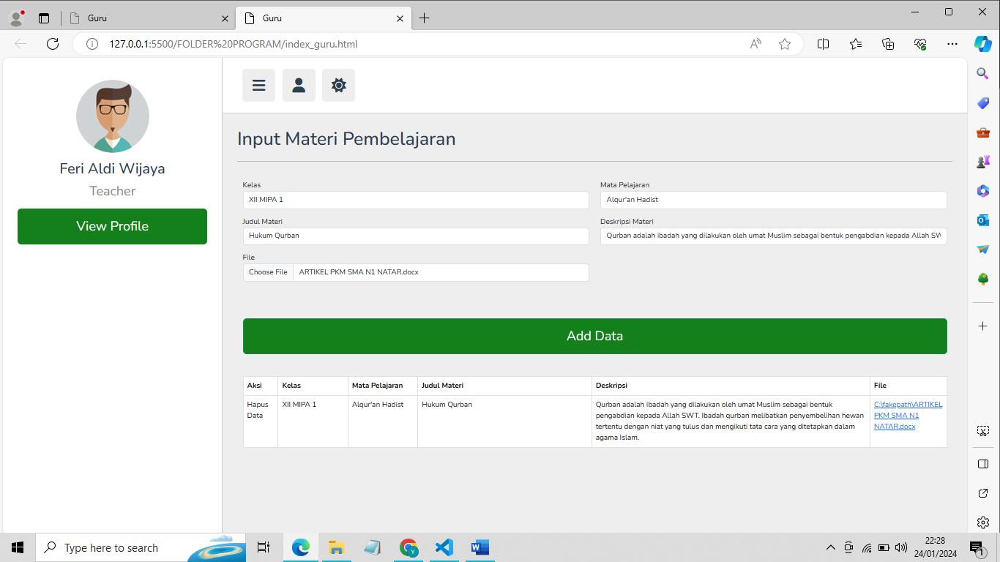 Guru
Guru
127.0.0.1:5500/FOLDER%20PROGRAM/index_guru.html
Feri Aldi Wijaya
Teacher
View Profile
Input Materi Pembelajaran
Kelas
XII MIPA 1
Mata Pelajaran
Alqur'an Hadist
Judul Materi
Hukum Qurban
Deskripsi Materi
Qurban adalah ibadah yang dilakukan oleh umat Muslim sebagai bentuk pengabdian kepada Allah SW
File
Choose File ARTIKEL PKM SMA N1 NATAR.docx
Add Data
Aksi Kelas Mata Pelajaran Judul Materi Deskripsi File
Hapus
Data
XII MIPA 1
Alqur'an Hadist
Hukum Qurban
Qurban adalah ibadah yang dilakukan oleh umat Muslim sebagai bentuk
pengabdian kepada Allah SWT. Ibadah qurban melibatkan penyembelihan hewan
tertentu dengan niat yang tulus dan mengikuti tata cara yang ditetapkan dalam
agama Islam.
C:\fakepath\ARTIKEL
PKM SMA N1
NATAR.docx
Type here to search
22:28
24/01/2024
1